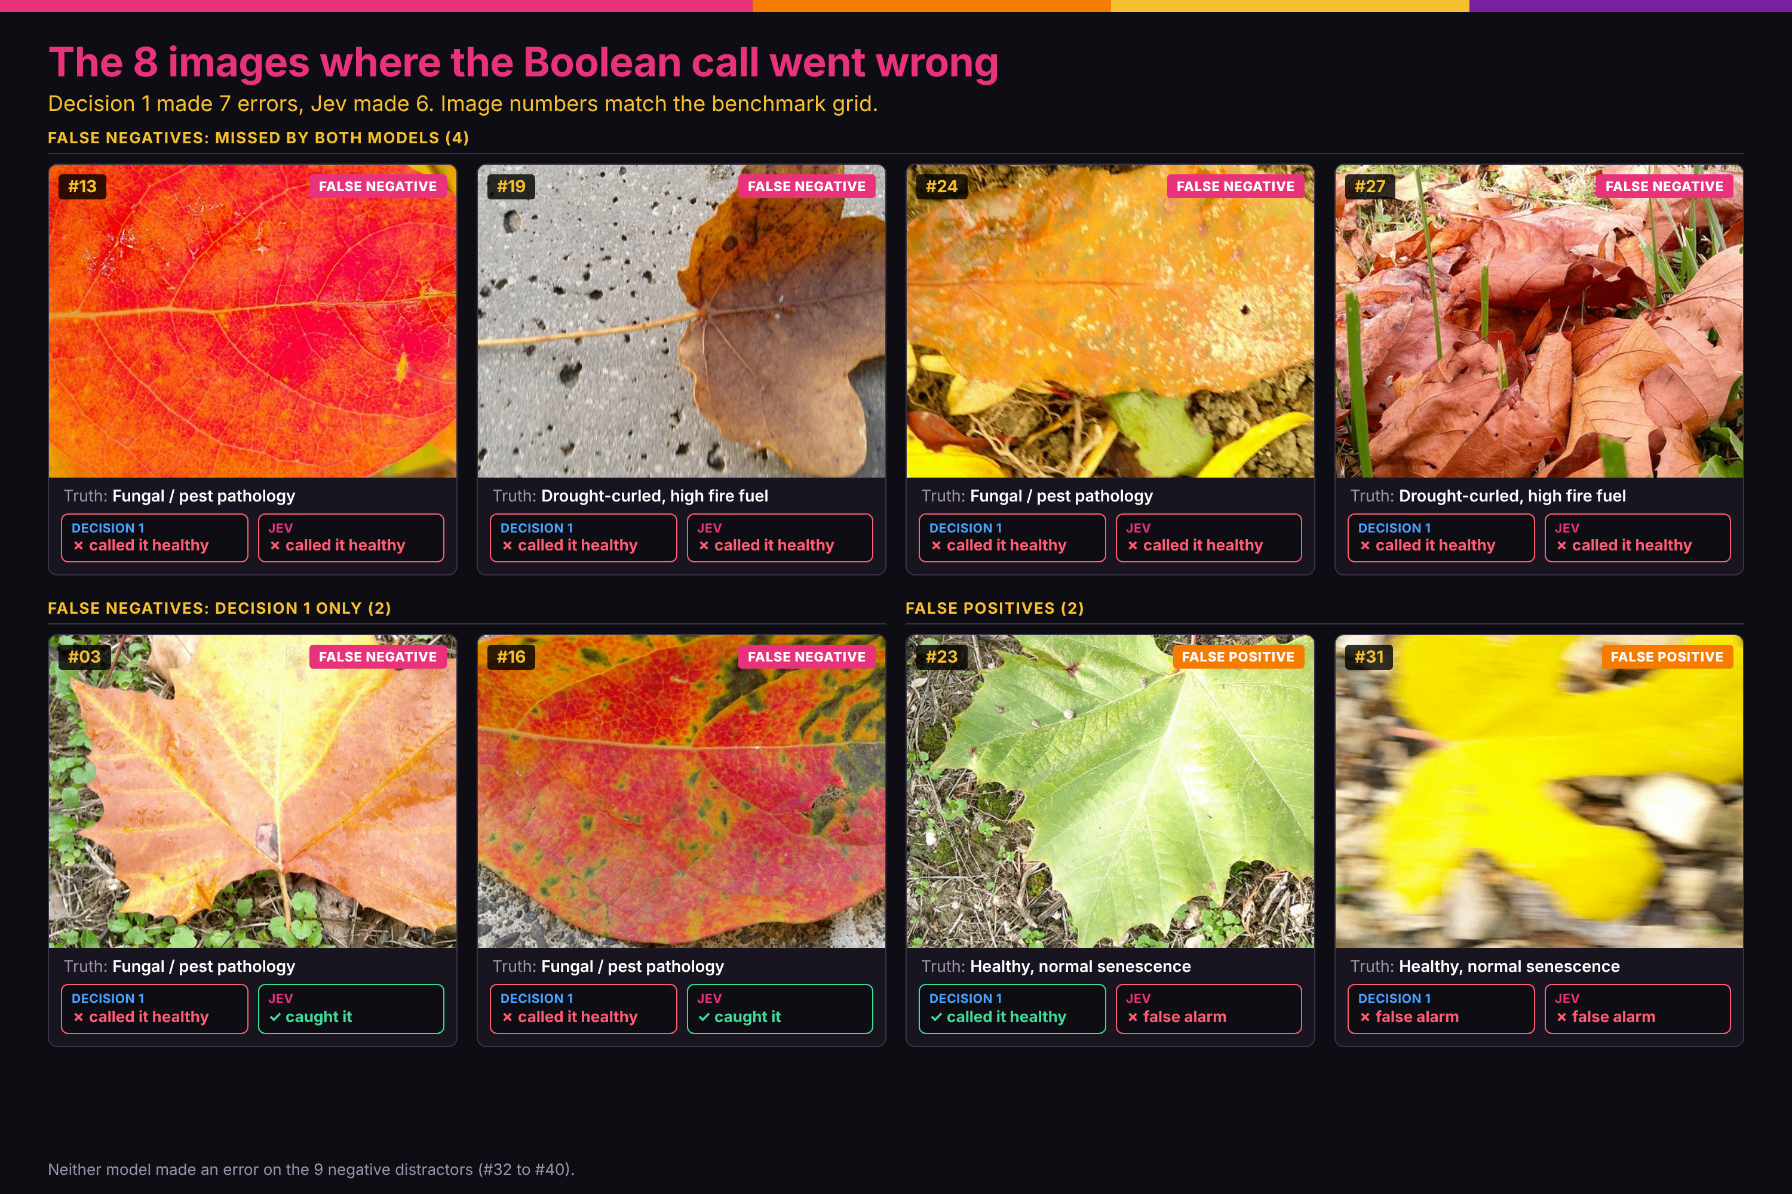 The 8 images where the Boolean call went wrong
Decision 1 made 7 errors, Jev made 6. Image numbers match the benchmark grid.
FALSE NEGATIVES: MISSED BY BOTH MODELS (4)
#13
FALSE NEGATIVE
Truth: Fungal / pest pathology
DECISION 1
× called it healthy
JEV
× called it healthy
#19
FALSE NEGATIVE
Truth: Drought-curled, high fire fuel
DECISION 1
× called it healthy
JEV
× called it healthy
#24
FALSE NEGATIVE
Truth: Fungal / pest pathology
DECISION 1
× called it healthy
JEV
× called it healthy
#27
FALSE NEGATIVE
Truth: Drought-curled, high fire fuel
DECISION 1
× called it healthy
JEV
× called it healthy
FALSE NEGATIVES: DECISION 1 ONLY (2)
#03
FALSE NEGATIVE
Truth: Fungal / pest pathology
DECISION 1
× called it healthy
JEV
✓ caught it
#16
FALSE NEGATIVE
Truth: Fungal / pest pathology
DECISION 1
× called it healthy
JEV
✓ caught it
FALSE POSITIVES (2)
#23
FALSE POSITIVE
Truth: Healthy, normal senescence
DECISION 1
✓ called it healthy
JEV
× false alarm
#31
FALSE POSITIVE
Truth: Healthy, normal senescence
DECISION 1
× false alarm
JEV
× false alarm
Neither model made an error on the 9 negative distractors (#32 to #40).